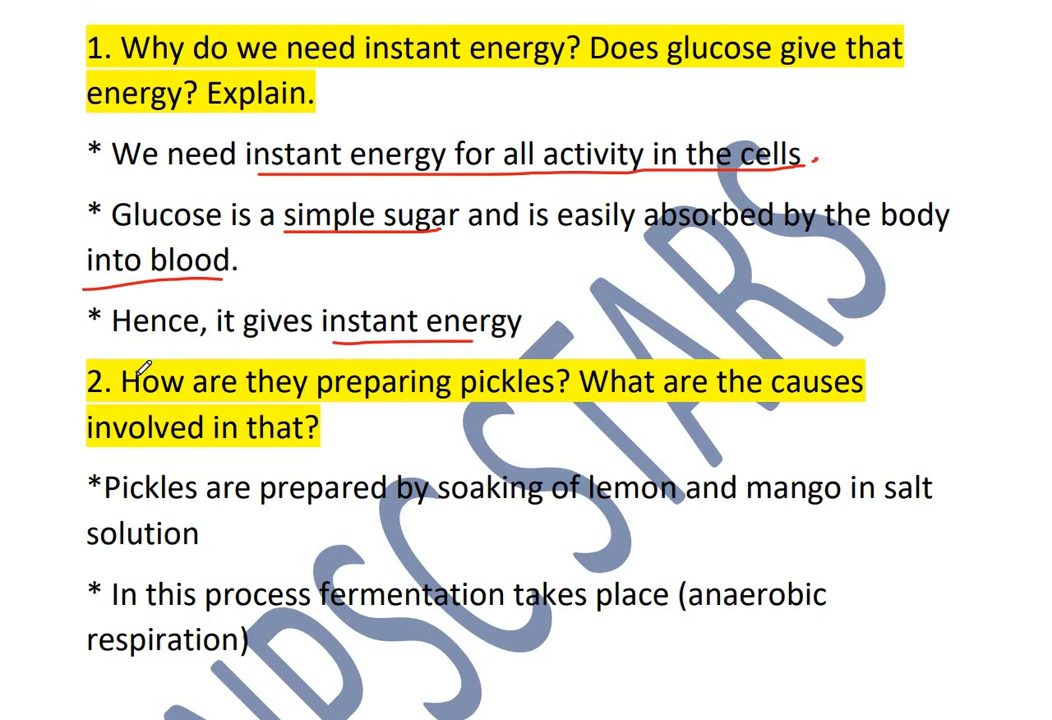 1. Why do we need instant energy? Does glucose give that
energy? Explain.
* We need instant energy for all activity in the cells
* Glucose is a simple sugar and is easily absorbed by the body
into blood.
* Hence, it gives instant energy
2. How are they preparing pickles? What are the causes
involved in that?
*Pickles are prepared by soaking of lemon and mango in salt
solution
* In this process fermentation takes place (anaerobic
respiration)
NDSC STARS